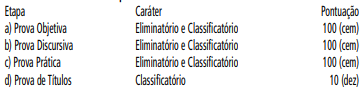 Etapa Caráter Pontuação
a) Prova Objetiva Eliminatório e Classificatório 100 (cem)
b) Prova Discursiva Eliminatório e Classificatório 100 (cem)
c) Prova Prática Eliminatório e Classificatório 100 (cem)
d) Prova de Títulos Classificatório 10 (dez)